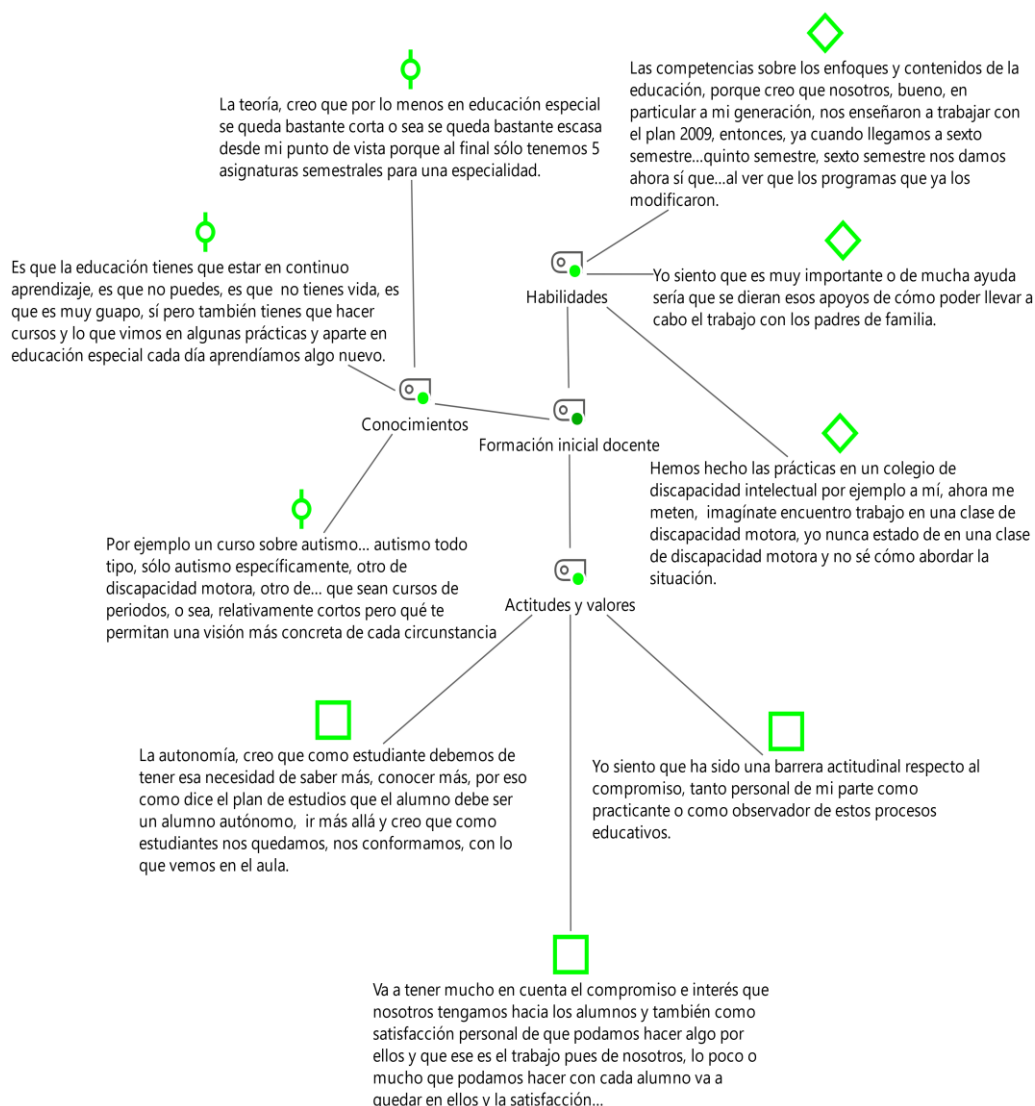 La teoría, creo que por lo menos en educación especial
se queda bastante corta o sea se queda bastante escasa
desde mi punto de vista porque al final sólo tenemos 5
asignaturas semestrales para una especialidad.
Las competencias sobre los enfoques y contenidos de la
educación, porque creo que nosotros, bueno, en
particular a mi generación, nos enseñaron a trabajar con
el plan 2009, entonces, ya cuando llegamos a sexto
semestre...quinto semestre, sexto semestre nos damos
ahora sí que...al ver que los programas que ya los
modificaron.
Es que la educación tienes que estar en continuo
aprendizaje, es que no puedes, es que  no tienes vida, es
que es muy guapo, sí pero también tienes que hacer
cursos y lo que vimos en algunas prácticas y aparte en
educación especial cada día aprendíamos algo nuevo.
Habilidades
Yo siento que es muy importante o de mucha ayuda
sería que se dieran esos apoyos de cómo poder llevar a
cabo el trabajo con los padres de familia.
Conocimientos
Formación inicial docente
Hemos hecho las prácticas en un colegio de
discapacidad intelectual por ejemplo a mí, ahora me
meten,  imagínate encuentro trabajo en una clase de
discapacidad motora, yo nunca estado de en una clase
de discapacidad motora y no sé cómo abordar la
situación.
Por ejemplo un curso sobre autismo... autismo todo
tipo, sólo autismo específicamente, otro de
discapacidad motora, otro de... que sean cursos de
periodos, o sea, relativamente cortos pero qué te
permitan una visión más concreta de cada circunstancia
Actitudes y valores
La autonomía, creo que como estudiante debemos de
tener esa necesidad de saber más, conocer más, por eso
como dice el plan de estudios que el alumno debe ser
un alumno autónomo,  ir más allá y creo que como
estudiantes nos quedamos, nos conformamos, con lo
que vemos en el aula.
Yo siento que ha sido una barrera actitudinal respecto al
compromiso, tanto personal de mi parte como
practicante o como observador de estos procesos
educativos.
Va a tener mucho en cuenta el compromiso e interés que
nosotros tengamos hacia los alumnos y también como
satisfacción personal de que podamos hacer algo por
ellos y que ese es el trabajo pues de nosotros, lo poco o
mucho que podamos hacer con cada alumno va a
quedar en ellos y la satisfacción...